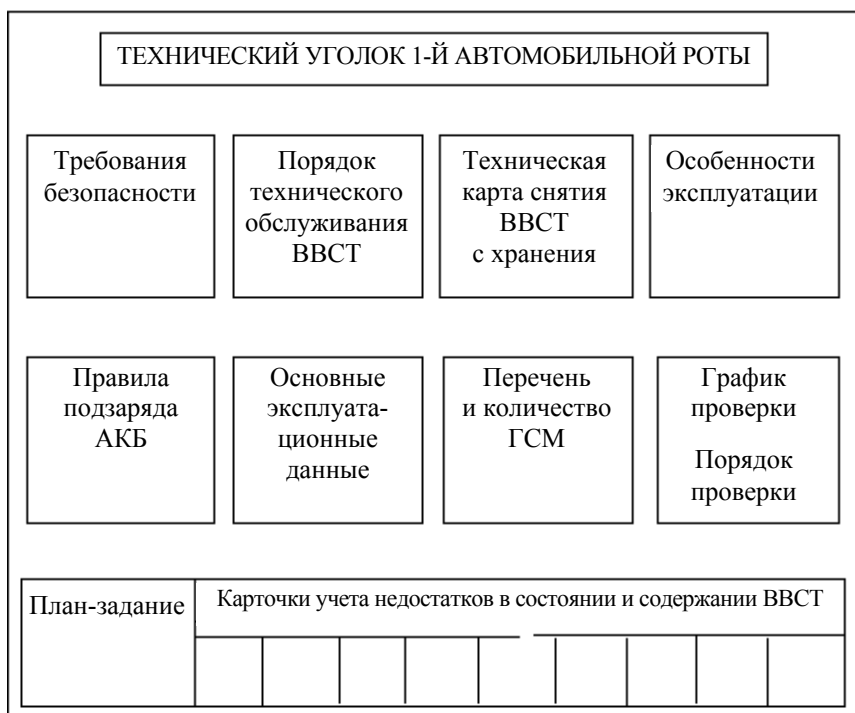 ТЕХНИЧЕСКИЙ УГОЛОК 1-Й АВТОМОБИЛЬНОЙ РОТЫ
Требования
безопасности
Порядок
технического
обслуживания
ВВСТ
Техническая
карта снятия
ВВСТ
с хранения
Особенности
эксплуатации
Правила
подзаряда
АКБ
Основные
эксплуата-
ционные
данные
Перечень
и количество
ГСМ
График
проверки
Порядок
проверки
План-задание
Карточки учета недостатков в состоянии и содержании ВВСТ